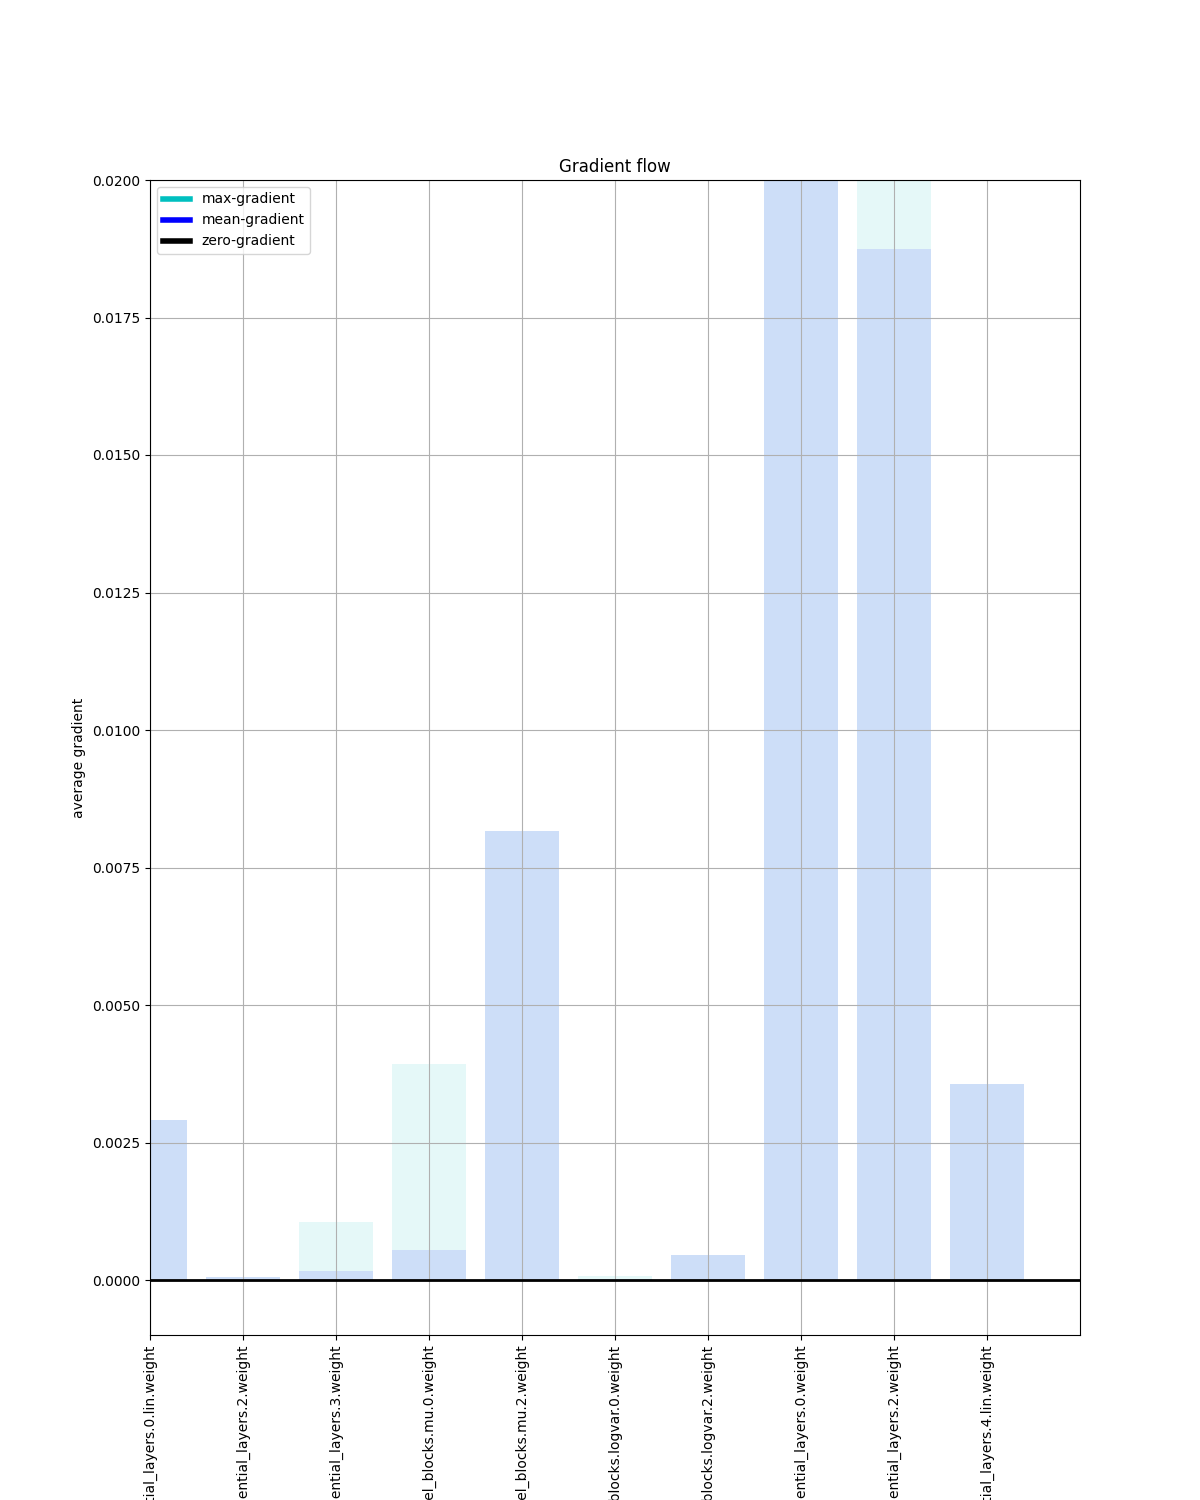 Gradient flow
max-gradient
mean-gradient
zero-gradient
0.0200
0.0175
0.0150
0.0125
0.0100
0.0075
0.0050
0.0025
0.0000
average gradient
tial_layers.0.lin.weight
ential_layers.2.weight
ential_layers.3.weight
el_blocks.mu.0.weight
el_blocks.mu.2.weight
blocks.logvar.0.weight
blocks.logvar.2.weight
ential_layers.0.weight
ential_layers.2.weight
tial_layers.4.lin.weight